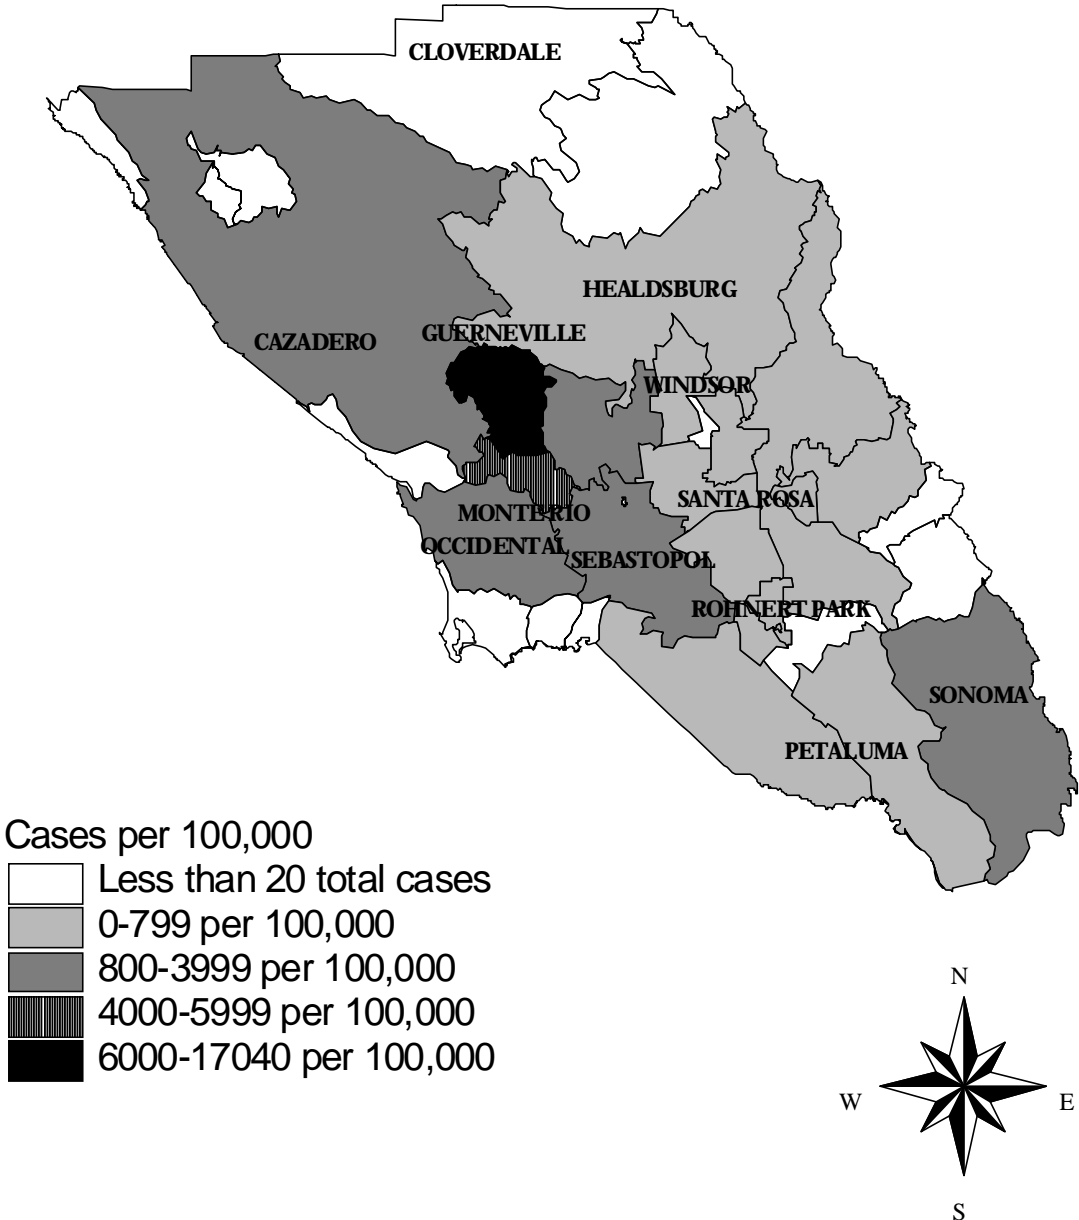 CLOVERDALE
HEALDSBURG
GUERNEVILLE
CAZADERO
WINDSOR
SANTA ROSA
MONTE RIO
OCCIDENTAL
SEBASTOPOL
ROHNERT PARK
SONOMA
PETALUMA
Cases per 100,000
Less than 20 total cases
0-799 per 100,000
800-3999 per 100,000
4000-5999 per 100,000
6000-17040 per 100,000
N
W
E
S